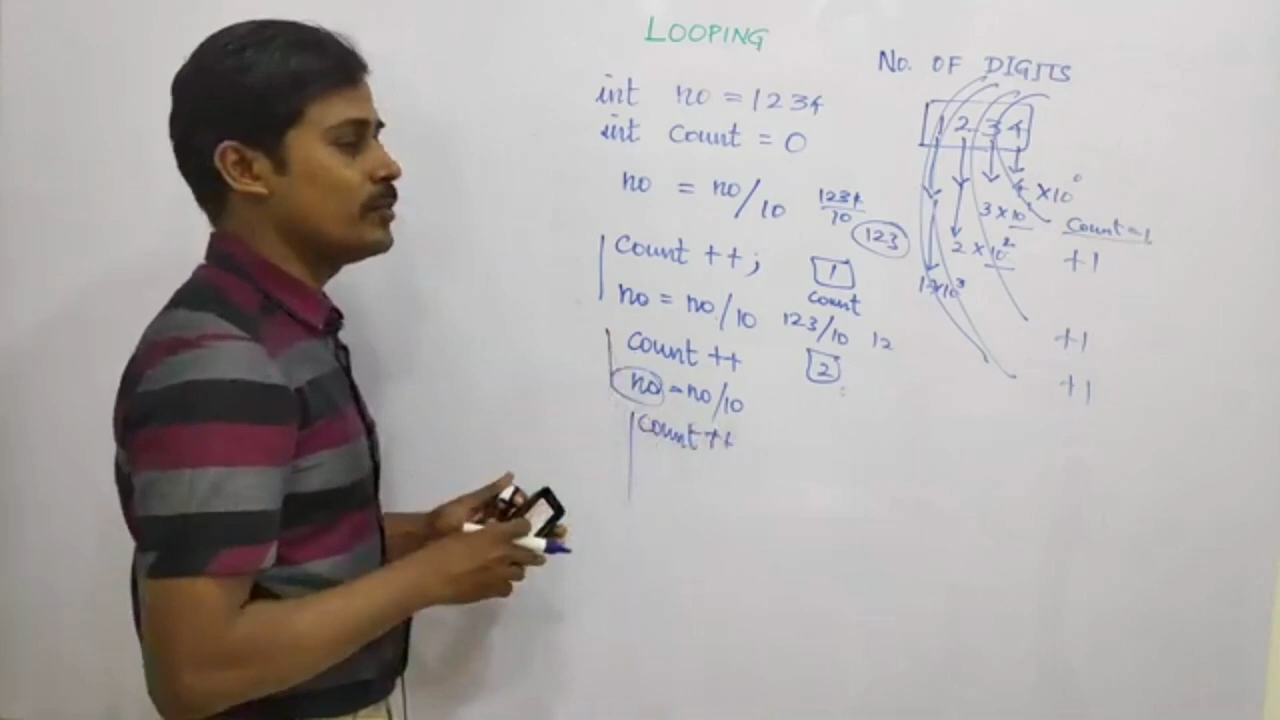 LOOPING
int no = 1234
int count = 0
no = no/10 1234/10 123
count ++; 1
count
no = no/10 123/10 12
count ++ 2
no = no/10
count ++
No. OF DIGITS
1 2 3 4
4 × 10⁰
3 × 10¹ count = 1
2 × 10² +1
1 × 10³
+1
+1